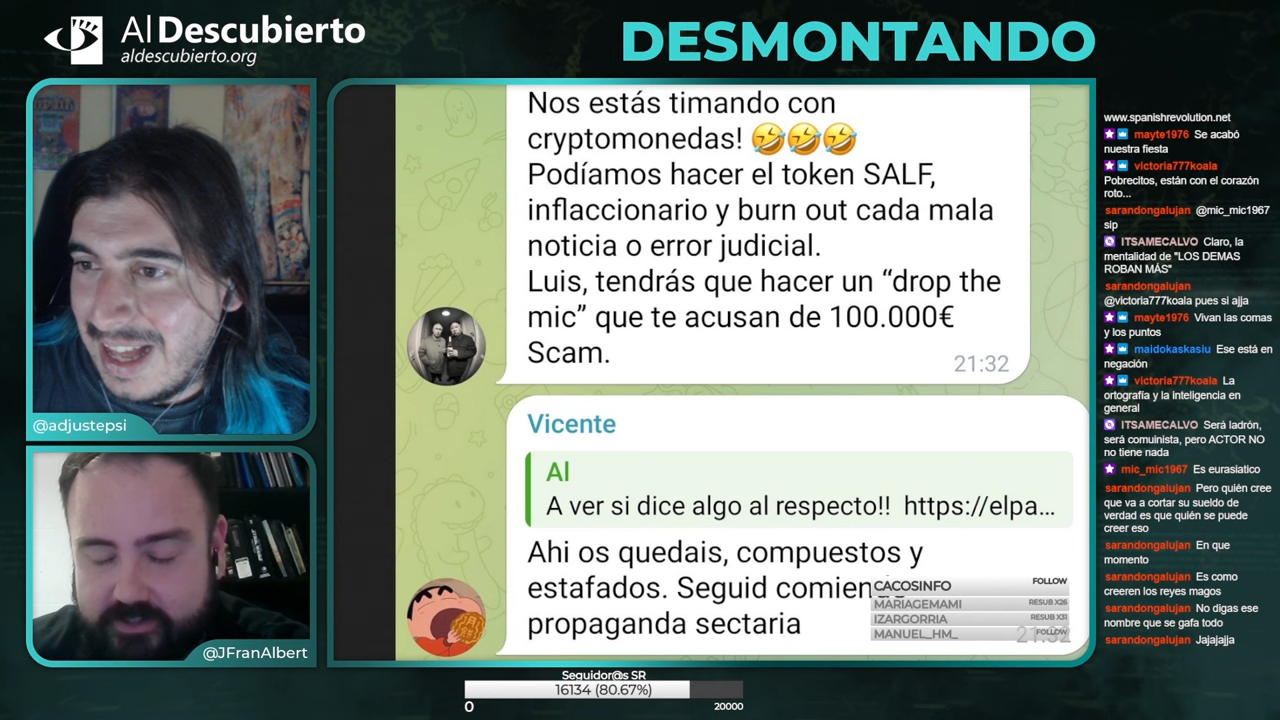 Al Descubierto
aldescubierto.org
DESMONTANDO
@adjustepsi
@JFranAlbert
Nos estás timando con
cryptomonedas! 🤣🤣🤣
Podíamos hacer el token SALF,
inflaccionario y burn out cada mala
noticia o error judicial.
Luis, tendrás que hacer un “drop the
mic” que te acusan de 100.000€
Scam.
21:32
Vicente
Al
A ver si dice algo al respecto!! https://elpa...
Ahi os quedais, compuestos y
estafados. Seguid comiendo
propaganda sectaria
21:32
CACOSINFO FOLLOW
MARIAGEMAMI RESUB X26
IZARGORRIA RESUB X31
MANUEL_HM_ FOLLOW
www.spanishrevolution.net
mayte1976 Se acabó
nuestra fiesta
victoria777koala
Pobrecitos, están con el corazón
roto...
sarandongalujan @mic_mic1967
sip
ITSAMECALVO Claro, la
mentalidad de "LOS DEMAS
ROBAN MÁS"
sarandongalujan
@victoria777koala pues si ajja
mayte1976 Vivan las comas
y los puntos
maidokaskasiu Ese está en
negación
victoria777koala La
ortografía y la inteligencia en
general
ITSAMECALVO Será ladrón,
será comuinista, pero ACTOR NO
no tiene nada
mic_mic1967 Es eurasiatico
sarandongalujan Pero quién cree
que va a cortar su sueldo de
verdad es que quién se puede
creer eso
sarandongalujan En que
momento
sarandongalujan Es como
creeren los reyes magos
sarandongalujan No digas ese
nombre que se gafa todo
sarandongalujan Jajajajja
Seguidor@s SR
16134 (80.67%)
0
20000